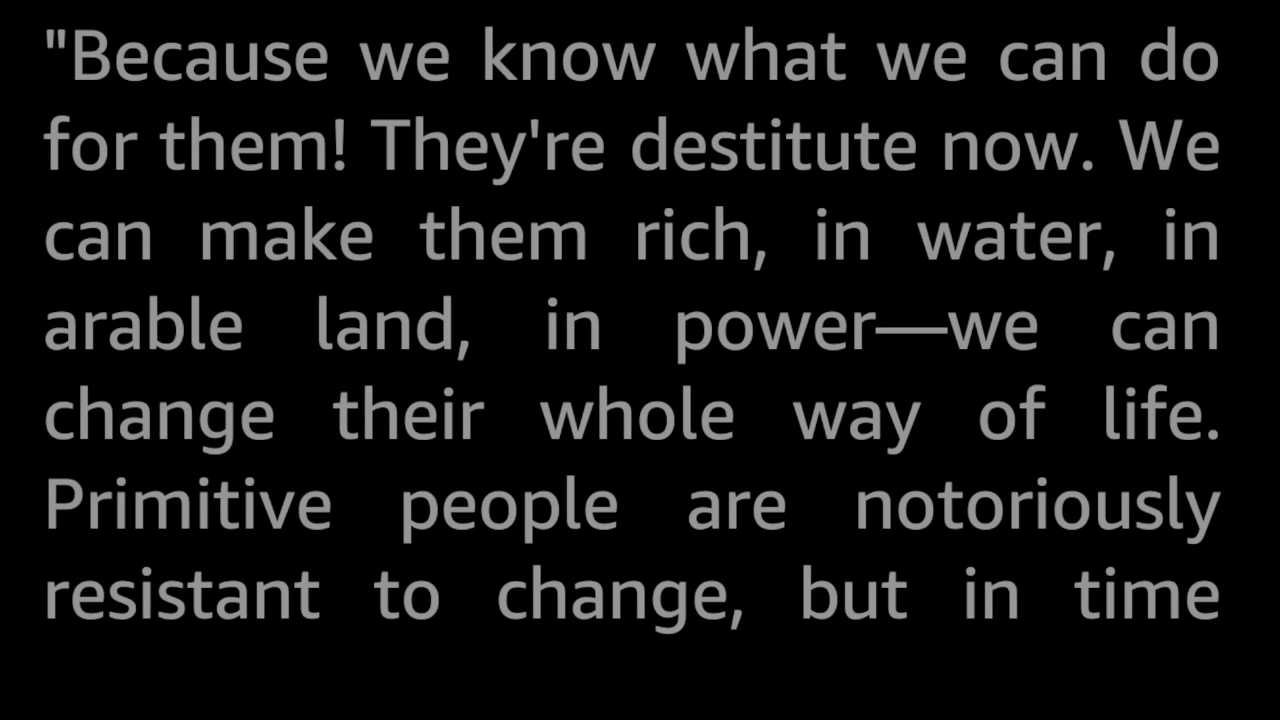 "Because we know what we can do
for them! They're destitute now. We
can make them rich, in water, in
arable land, in power—we can
change their whole way of life.
Primitive people are notoriously
resistant to change, but in time